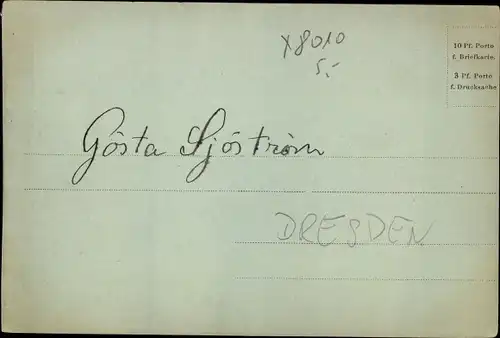 X8010
5,-
10 Pf. Porto
f. Briefkarte.
3 Pf. Porto
f. Drucksache
Gösta Sjöström
DRESDEN